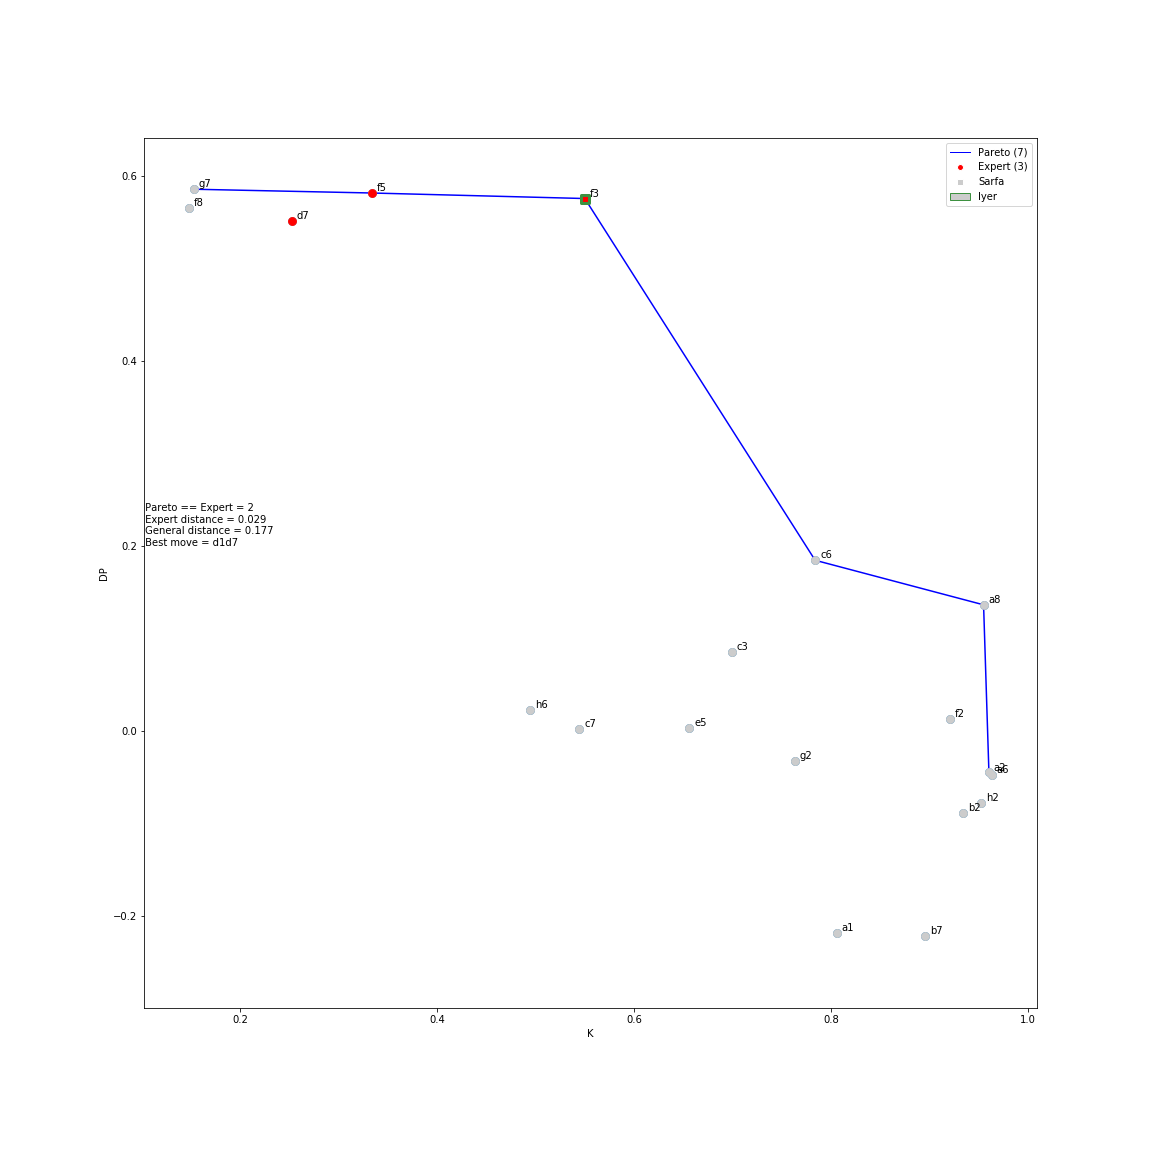 Pareto (7)
Expert (3)
Sarfa
Iyer
0.6
g7
f5
f3
f8
d7
0.4
Pareto == Expert = 2
Expert distance = 0.029
General distance = 0.177
Best move = d1d7
0.2
c6
DP
a8
c3
h6
f2
c7
e5
0.0
g2
a2
a6
h2
b2
−0.2
a1
b7
0.2
0.4
0.6
0.8
1.0
K